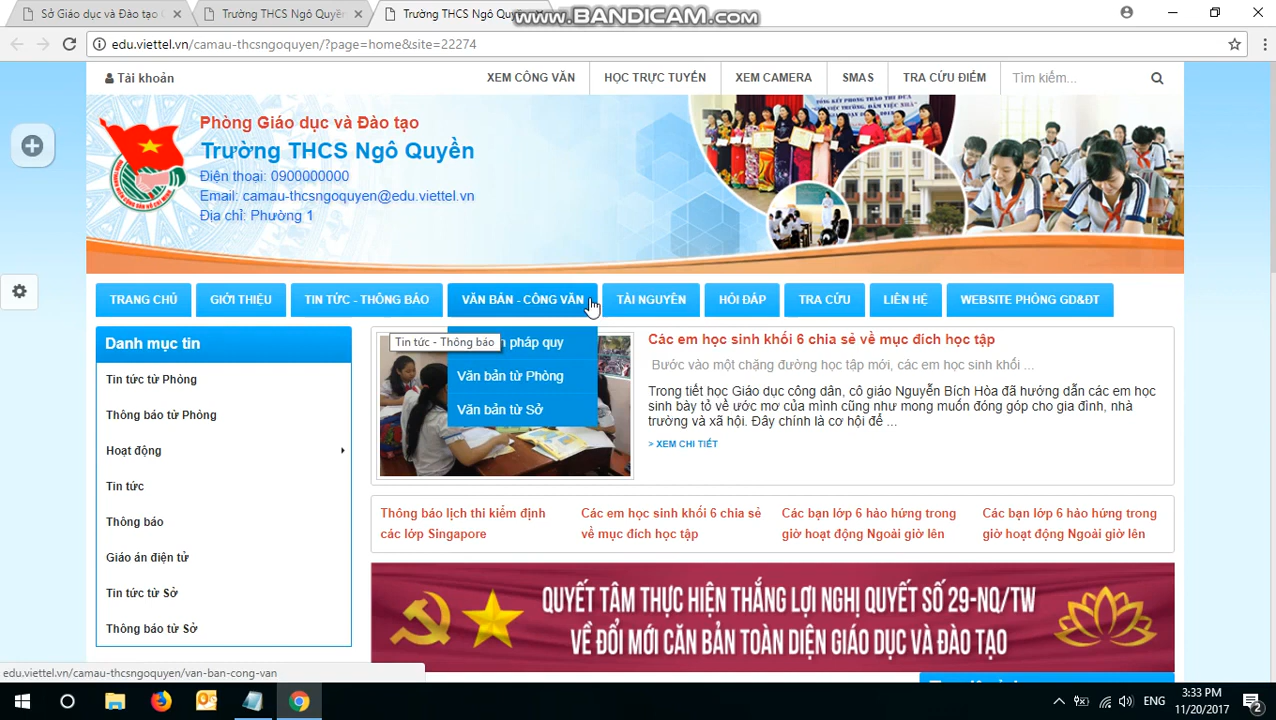 Sở Giáo dục và Đào tạo
Trường THCS Ngô Quyền
Trường THCS Ngô Quyền
www.BANDICAM.com
edu.viettel.vn/camau-thcsngoquyen/?page=home&site=22274
Tài khoản
XEM CÔNG VĂN
HỌC TRỰC TUYẾN
XEM CAMERA
SMAS
TRA CỨU ĐIỂM
Tìm kiếm...
TỔNG KẾT PHONG TRÀO THI ĐUA
Phòng Giáo dục và Đào tạo
Trường THCS Ngô Quyền
Điện thoại: 0900000000
Email: camau-thcsngoquyen@edu.viettel.vn
Địa chỉ: Phường 1
TRANG CHỦ
GIỚI THIỆU
TIN TỨC - THÔNG BÁO
VĂN BẢN - CÔNG VĂN
TÀI NGUYÊN
HỎI ĐÁP
TRA CỨU
LIÊN HỆ
WEBSITE PHÒNG GD&ĐT
Danh mục tin
Tin tức từ Phòng
Thông báo từ Phòng
Hoạt động
Tin tức
Thông báo
Giáo án điện tử
Tin tức từ Sở
Thông báo từ Sở
Tin tức - Thông báo
pháp quy
Văn bản từ Phòng
Văn bản từ Sở
Các em học sinh khối 6 chia sẻ về mục đích học tập
Bước vào một chặng đường học tập mới, các em học sinh khối ...
Trong tiết học Giáo dục công dân, cô giáo Nguyễn Bích Hòa đã hướng dẫn các em học
sinh bày tỏ về ước mơ của mình cũng như mong muốn đóng góp cho gia đình, nhà
trường và xã hội. Đây chính là cơ hội để ...
> XEM CHI TIẾT
Thông báo lịch thi kiểm định
các lớp Singapore
Các em học sinh khối 6 chia sẻ
về mục đích học tập
Các bạn lớp 6 hào hứng trong
giờ hoạt động Ngoài giờ lên
Các bạn lớp 6 hào hứng trong
giờ hoạt động Ngoài giờ lên
QUYẾT TÂM THỰC HIỆN THẮNG LỢI NGHỊ QUYẾT SỐ 29-NQ/TW
VỀ ĐỔI MỚI CĂN BẢN TOÀN DIỆN GIÁO DỤC VÀ ĐÀO TẠO
edu.viettel.vn/camau-thcsngoquyen/van-ban-cong-van
ENG
3:33 PM
11/20/2017
2